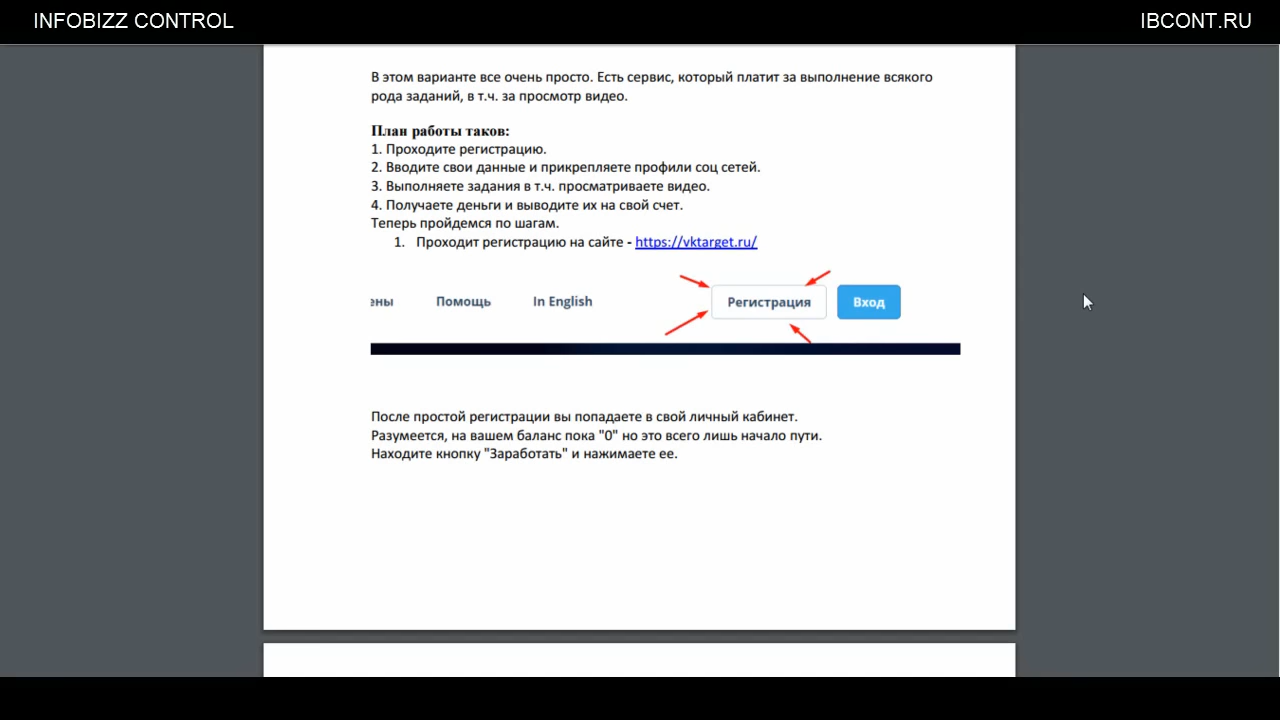 INFOBIZZ CONTROL
IBCONT.RU
В этом варианте все очень просто. Есть сервис, который платит за выполнение всякого
рода заданий, в т.ч. за просмотр видео.
План работы таков:
1. Проходите регистрацию.
2. Вводите свои данные и прикрепляете профили соц сетей.
3. Выполняете задания в т.ч. просматриваете видео.
4. Получаете деньги и выводите их на свой счет.
Теперь пройдемся по шагам.
1. Проходит регистрацию на сайте - https://vktarget.ru/
ены Помощь In English Регистрация Вход
После простой регистрации вы попадаете в свой личный кабинет.
Разумеется, на вашем баланс пока "0" но это всего лишь начало пути.
Находите кнопку "Заработать" и нажимаете ее.